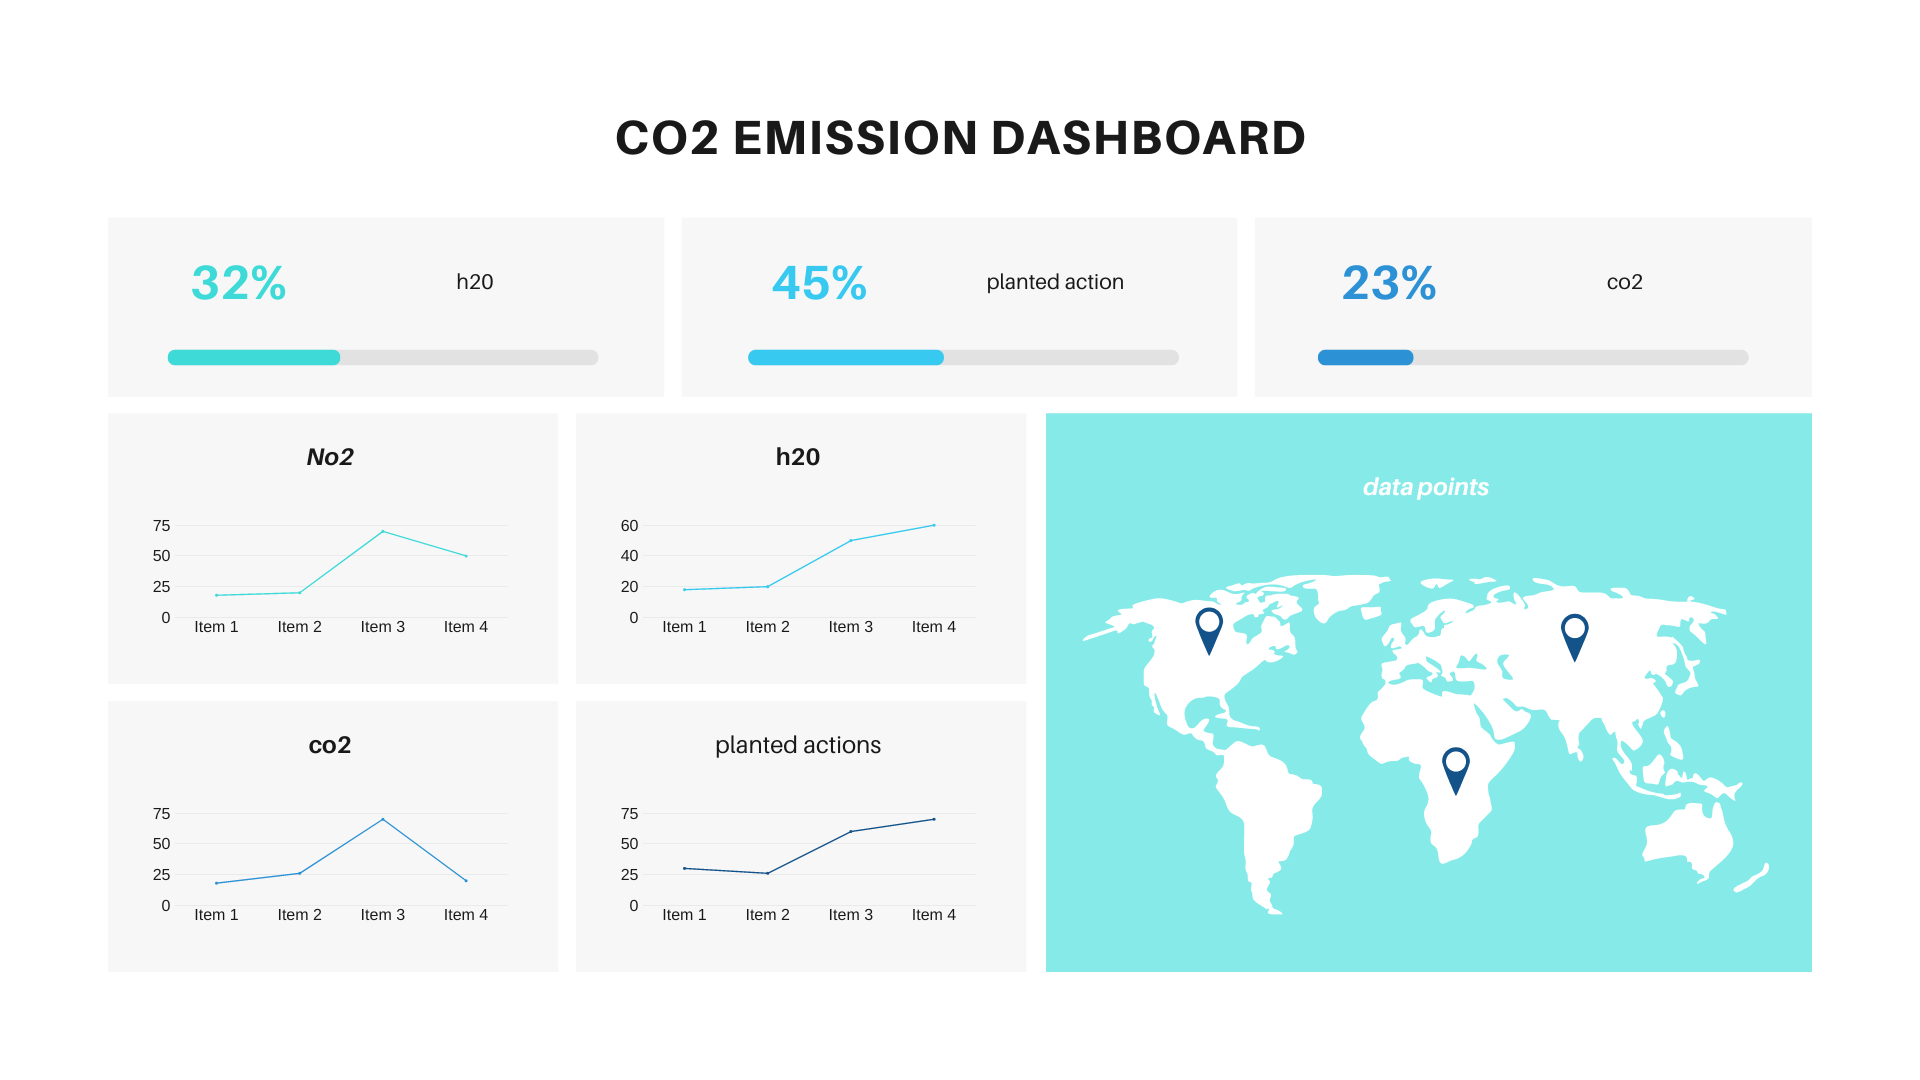 CO2 EMISSION DASHBOARD
32%
h20
45%
planted action
23%
co2
No2
75
50
25
0
Item 1 Item 2 Item 3 Item 4
h20
60
40
20
0
Item 1 Item 2 Item 3 Item 4
data points
co2
75
50
25
0
Item 1 Item 2 Item 3 Item 4
planted actions
75
50
25
0
Item 1 Item 2 Item 3 Item 4